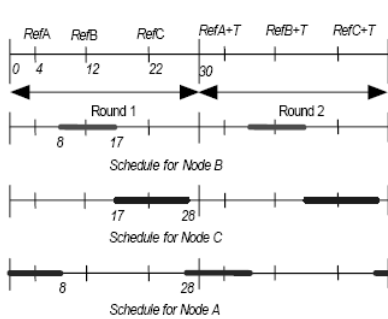 RefA RefB RefC RefA+T RefB+T RefC+T
0 4 12 22 30
Round 1 Round 2
8 17
Schedule for Node B
17 28
Schedule for Node C
8 28
Schedule for Node A